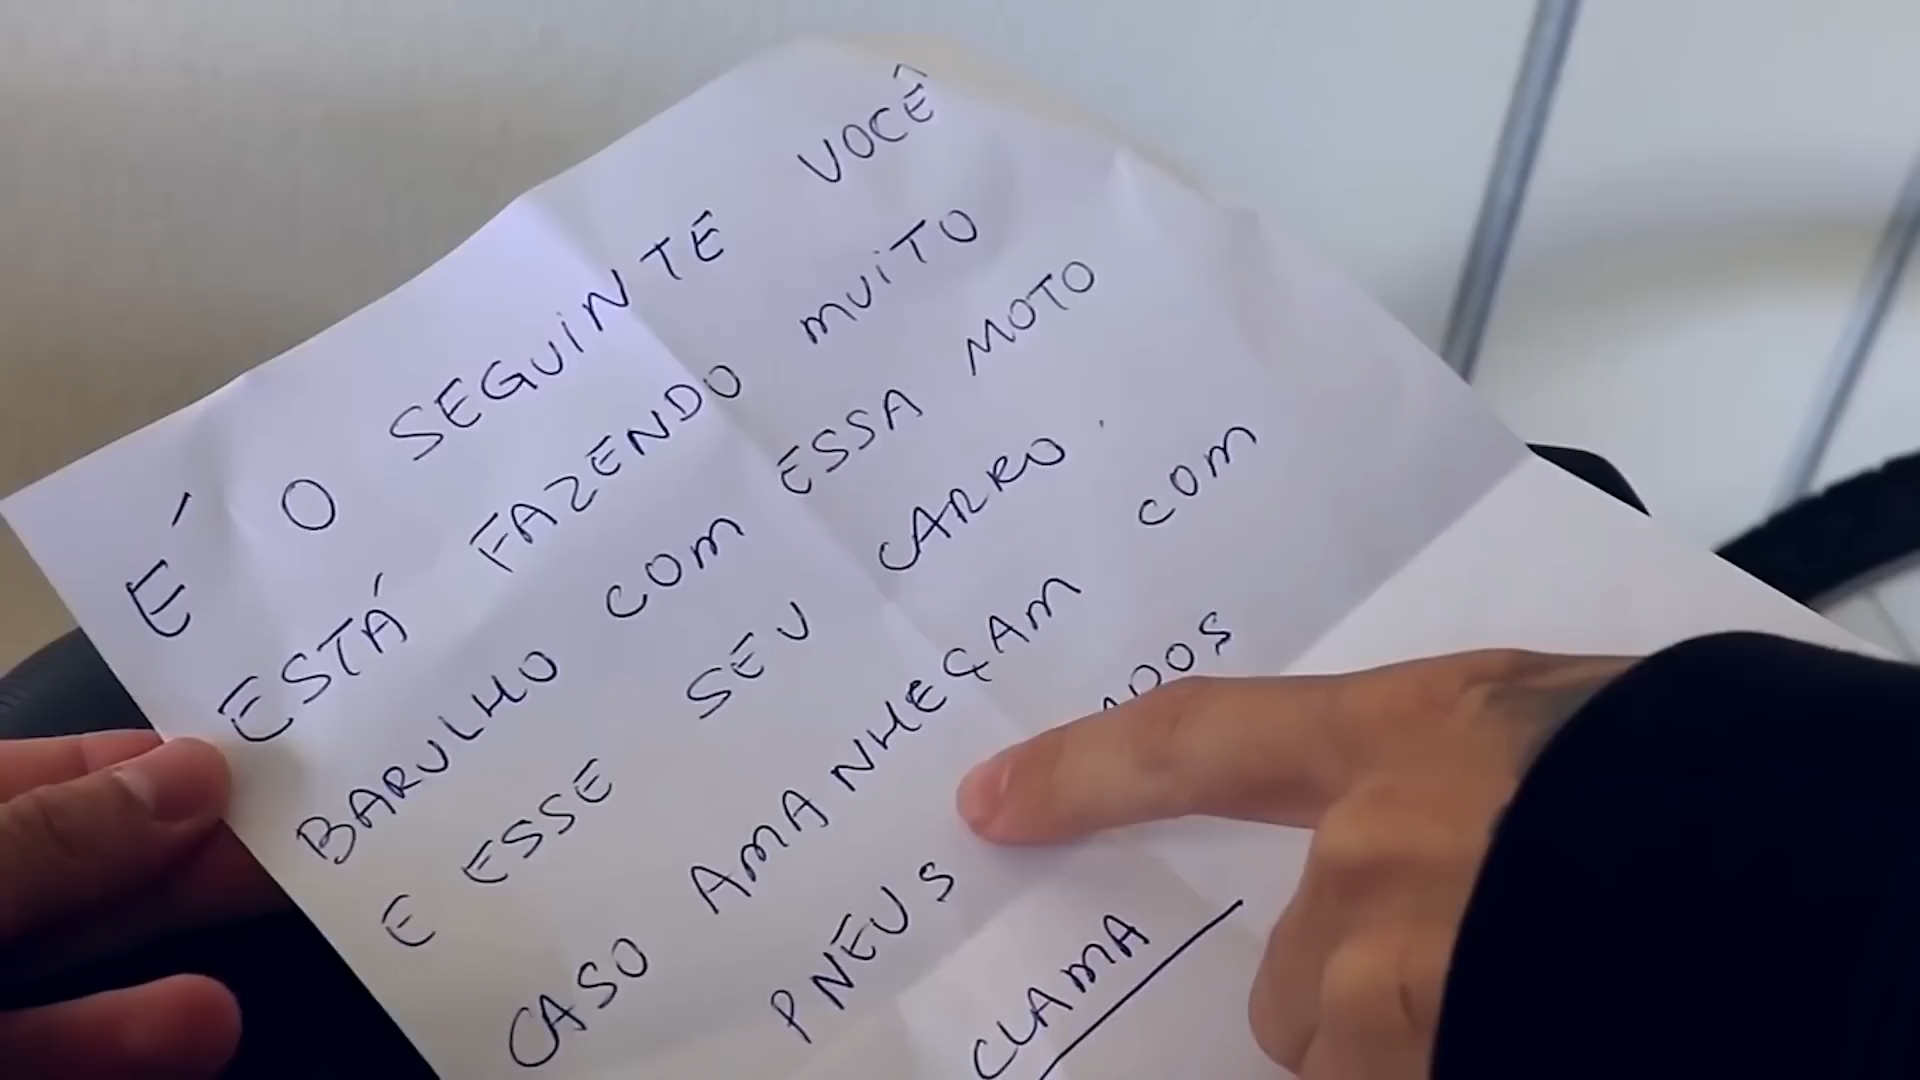 É O SEGUINTE VOCÊ
ESTÁ FAZENDO MUITO
BARULHO COM ESSA MOTO
E ESSE SEU CARRO.
CASO AMANHEÇAM COM
PNEUS
CLAMA